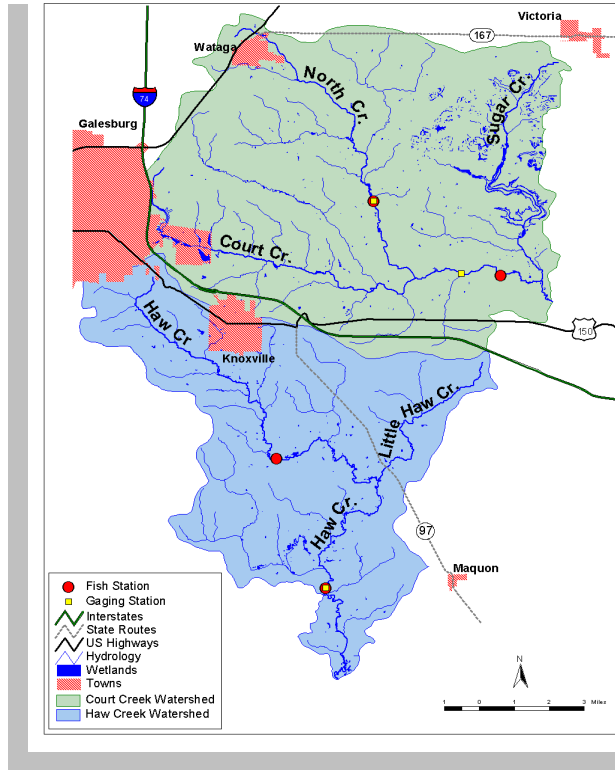 Victoria
167
Wataga
North Cr.
Sugar Cr.
74
Galesburg
Court Cr.
Haw Cr
150
Knoxville
Little Haw Cr.
Haw Cr.
97
Maquon
Fish Station
Gaging Station
Interstates
State Routes
US Highways
Hydrology
Wetlands
Towns
Court Creek Watershed
Haw Creek Watershed
N
1 0 1 2 3 Miles